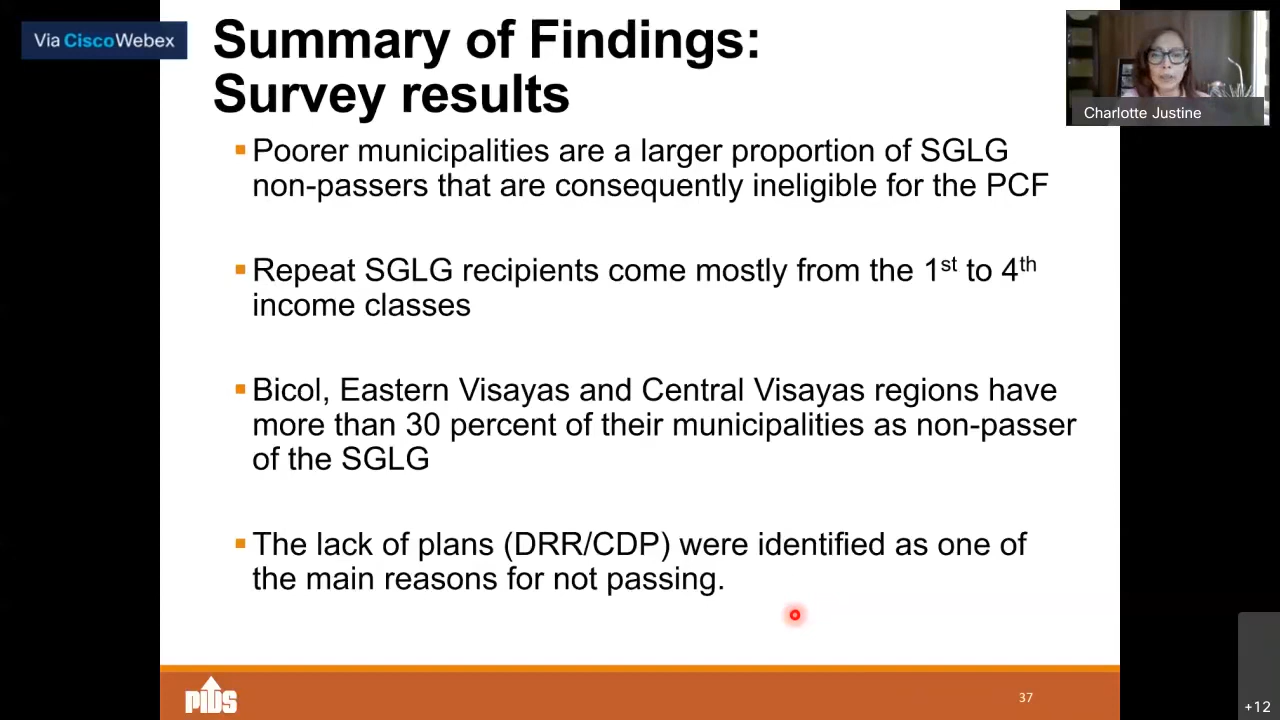 Via Cisco Webex
Summary of Findings:
Survey results
Charlotte Justine
▪ Poorer municipalities are a larger proportion of SGLG
non-passers that are consequently ineligible for the PCF
▪ Repeat SGLG recipients come mostly from the 1st to 4th
income classes
▪ Bicol, Eastern Visayas and Central Visayas regions have
more than 30 percent of their municipalities as non-passer
of the SGLG
▪ The lack of plans (DRR/CDP) were identified as one of
the main reasons for not passing.
PIDS
37
+12